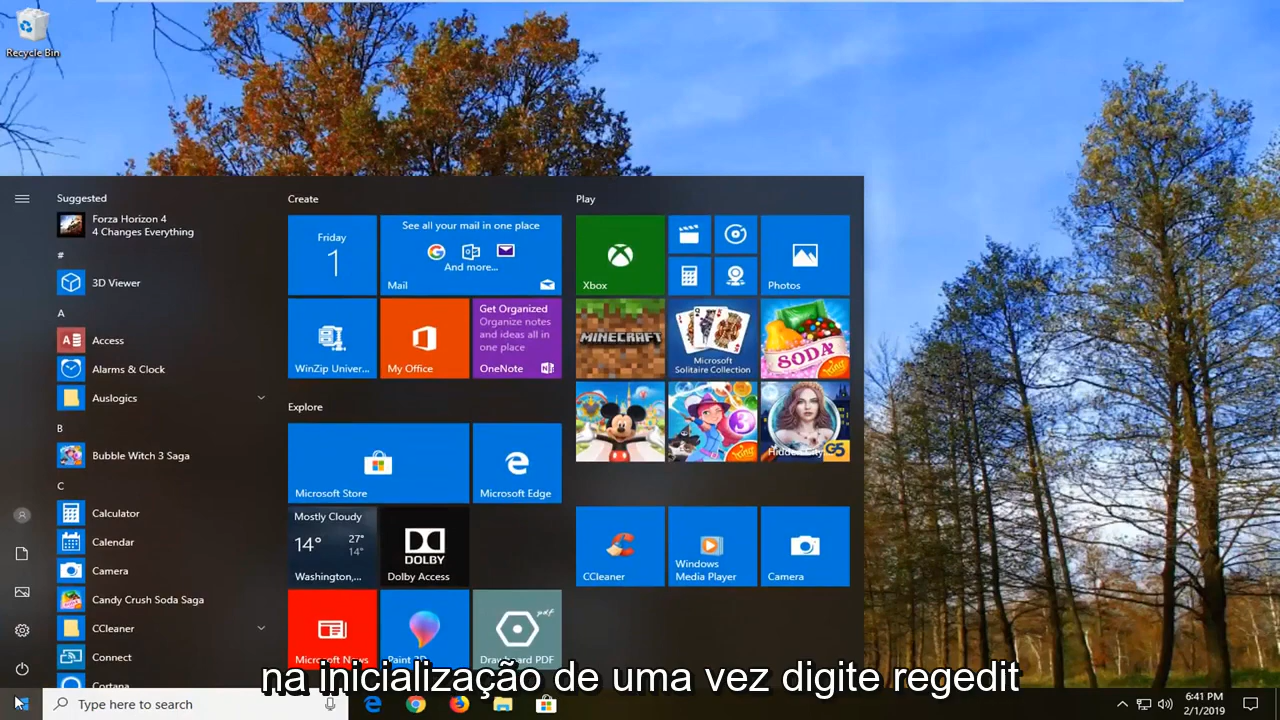 Recycle Bin
Suggested
Forza Horizon 4
4 Changes Everything
#
3D Viewer
A
Access
Alarms & Clock
Auslogics
B
Bubble Witch 3 Saga
C
Calculator
Calendar
Camera
Candy Crush Soda Saga
CCleaner
Connect
Cortana
Create
Friday
1
See all your mail in one place
And more...
Mail
WinZip Univer...
My Office
Get Organized
Organize notes
and ideas all in
one place
OneNote
Explore
Microsoft Store
Microsoft Edge
Mostly Cloudy
14°
27°
14°
Washington,...
DOLBY
Dolby Access
Microsoft News
Paint 3D
pdf
Drawboard PDF
Play
Xbox
Photos
MINECRAFT
Microsoft
Solitaire Collection
SODA
King
3
King
Hidden City
G5
CCleaner
Windows
Media Player
Camera
na inicialização de uma vez digite regedit
Type here to search
6:41 PM
2/1/2019